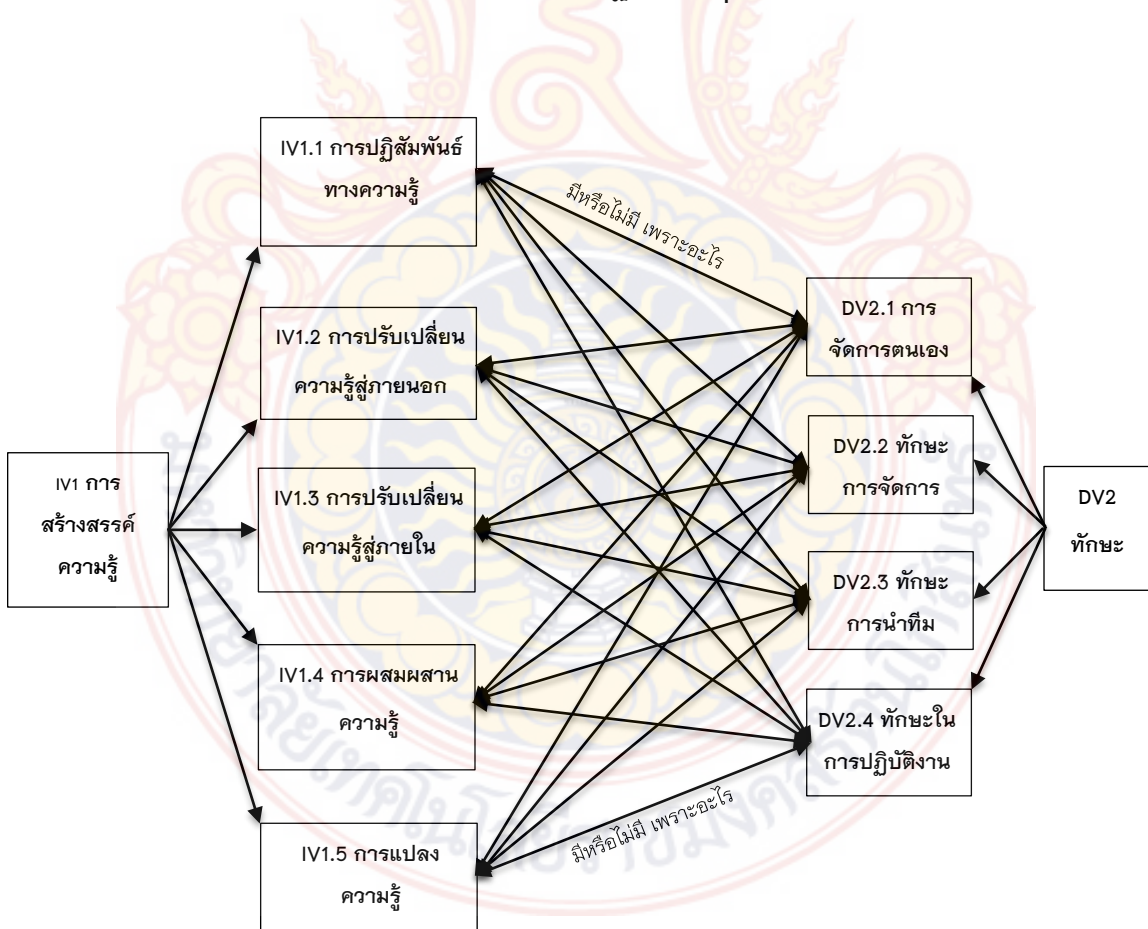 IV1.1 การปฏิสัมพันธ์
ทางความรู้
มีหรือไม่มี เพราะอะไร
DV2.1 การ
จัดการตนเอง
IV1.2 การปรับเปลี่ยน
ความรู้สู่ภายนอก
DV2.2 ทักษะ
การจัดการ
IV1 การ
สร้างสรรค์
ความรู้
IV1.3 การปรับเปลี่ยน
ความรู้สู่ภายใน
DV2
ทักษะ
DV2.3 ทักษะ
การนำทีม
IV1.4 การผสมผสาน
ความรู้
DV2.4 ทักษะใน
การปฏิบัติงาน
มีหรือไม่มี เพราะอะไร
IV1.5 การแปลง
ความรู้